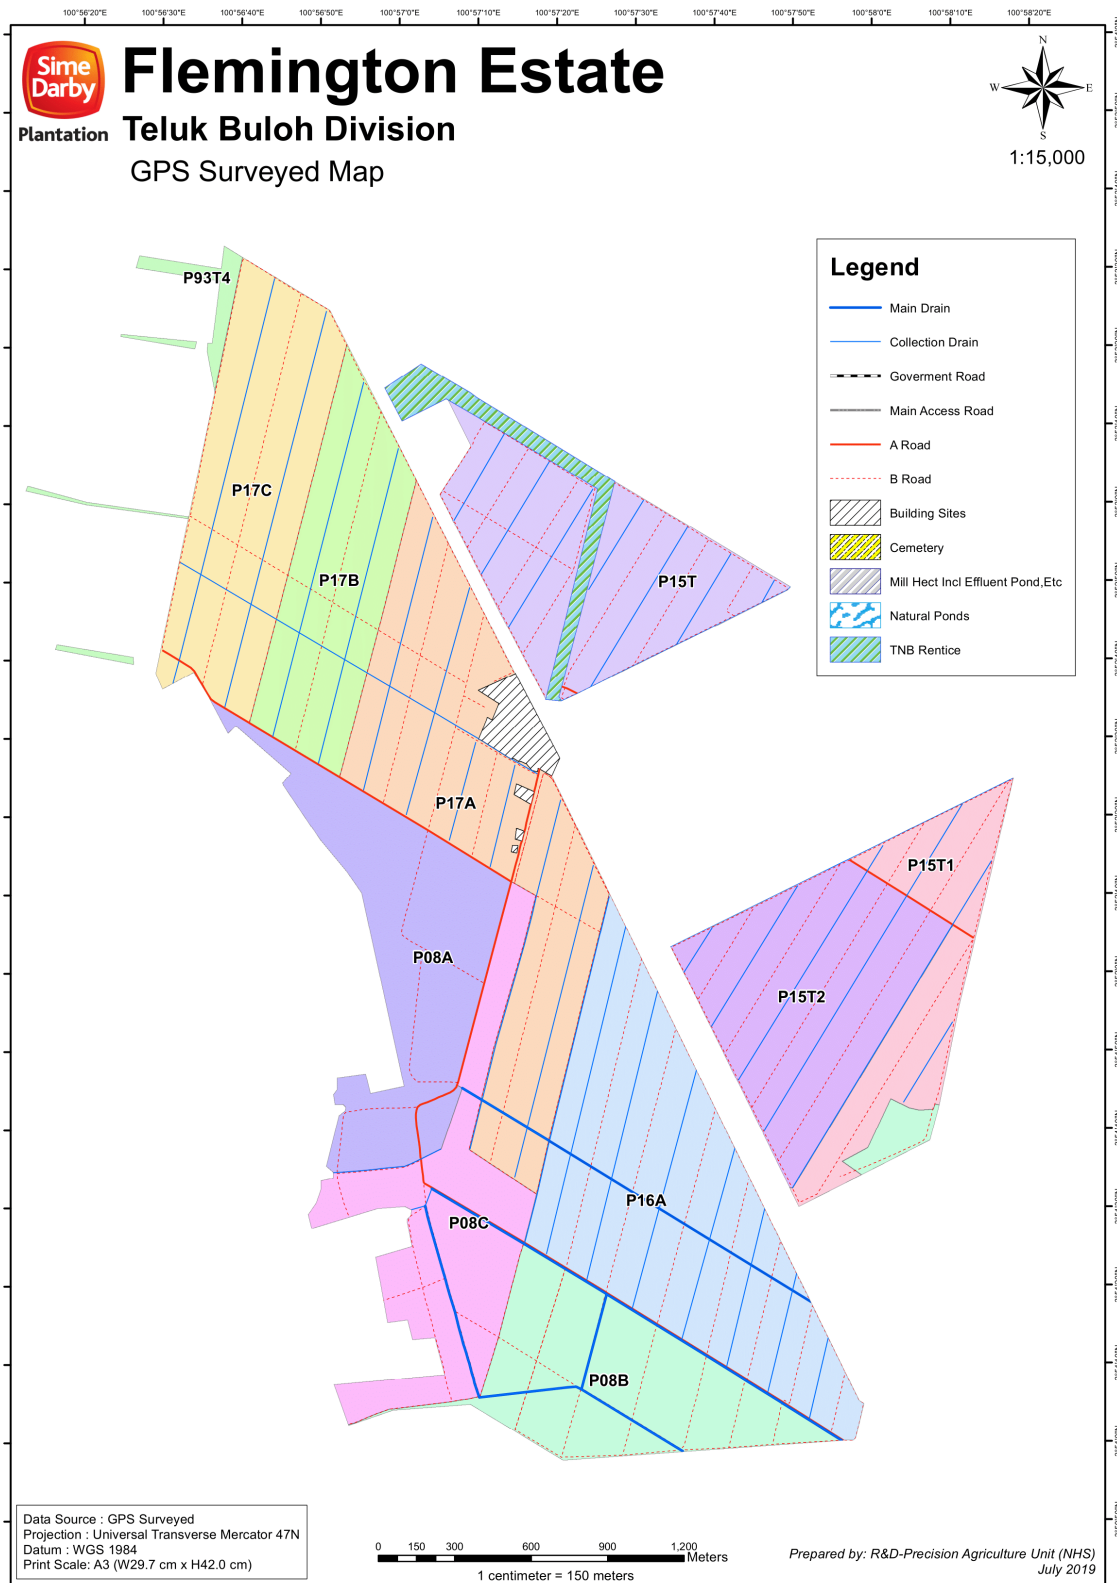 100°56'20"E 100°56'30"E 100°56'40"E 100°56'50"E 100°57'0"E 100°57'10"E 100°57'20"E 100°57'30"E 100°57'40"E 100°57'50"E 100°58'0"E 100°58'10"E 100°58'20"E
Sime
Darby
Plantation
Flemington Estate
Teluk Buloh Division
GPS Surveyed Map
N
W E
S
1:15,000
Legend
Main Drain
Collection Drain
Goverment Road
Main Access Road
A Road
B Road
Building Sites
Cemetery
Mill Hect Incl Effluent Pond,Etc
Natural Ponds
TNB Rentice
P93T4
P17C
P17B
P15T
P17A
P15T1
P08A
P15T2
P16A
P08C
P08B
Data Source : GPS Surveyed
Projection : Universal Transverse Mercator 47N
Datum : WGS 1984
Print Scale: A3 (W29.7 cm x H42.0 cm)
0 150 300 600 900 1,200
Meters
1 centimeter = 150 meters
Prepared by: R&D-Precision Agriculture Unit (NHS)
July 2019